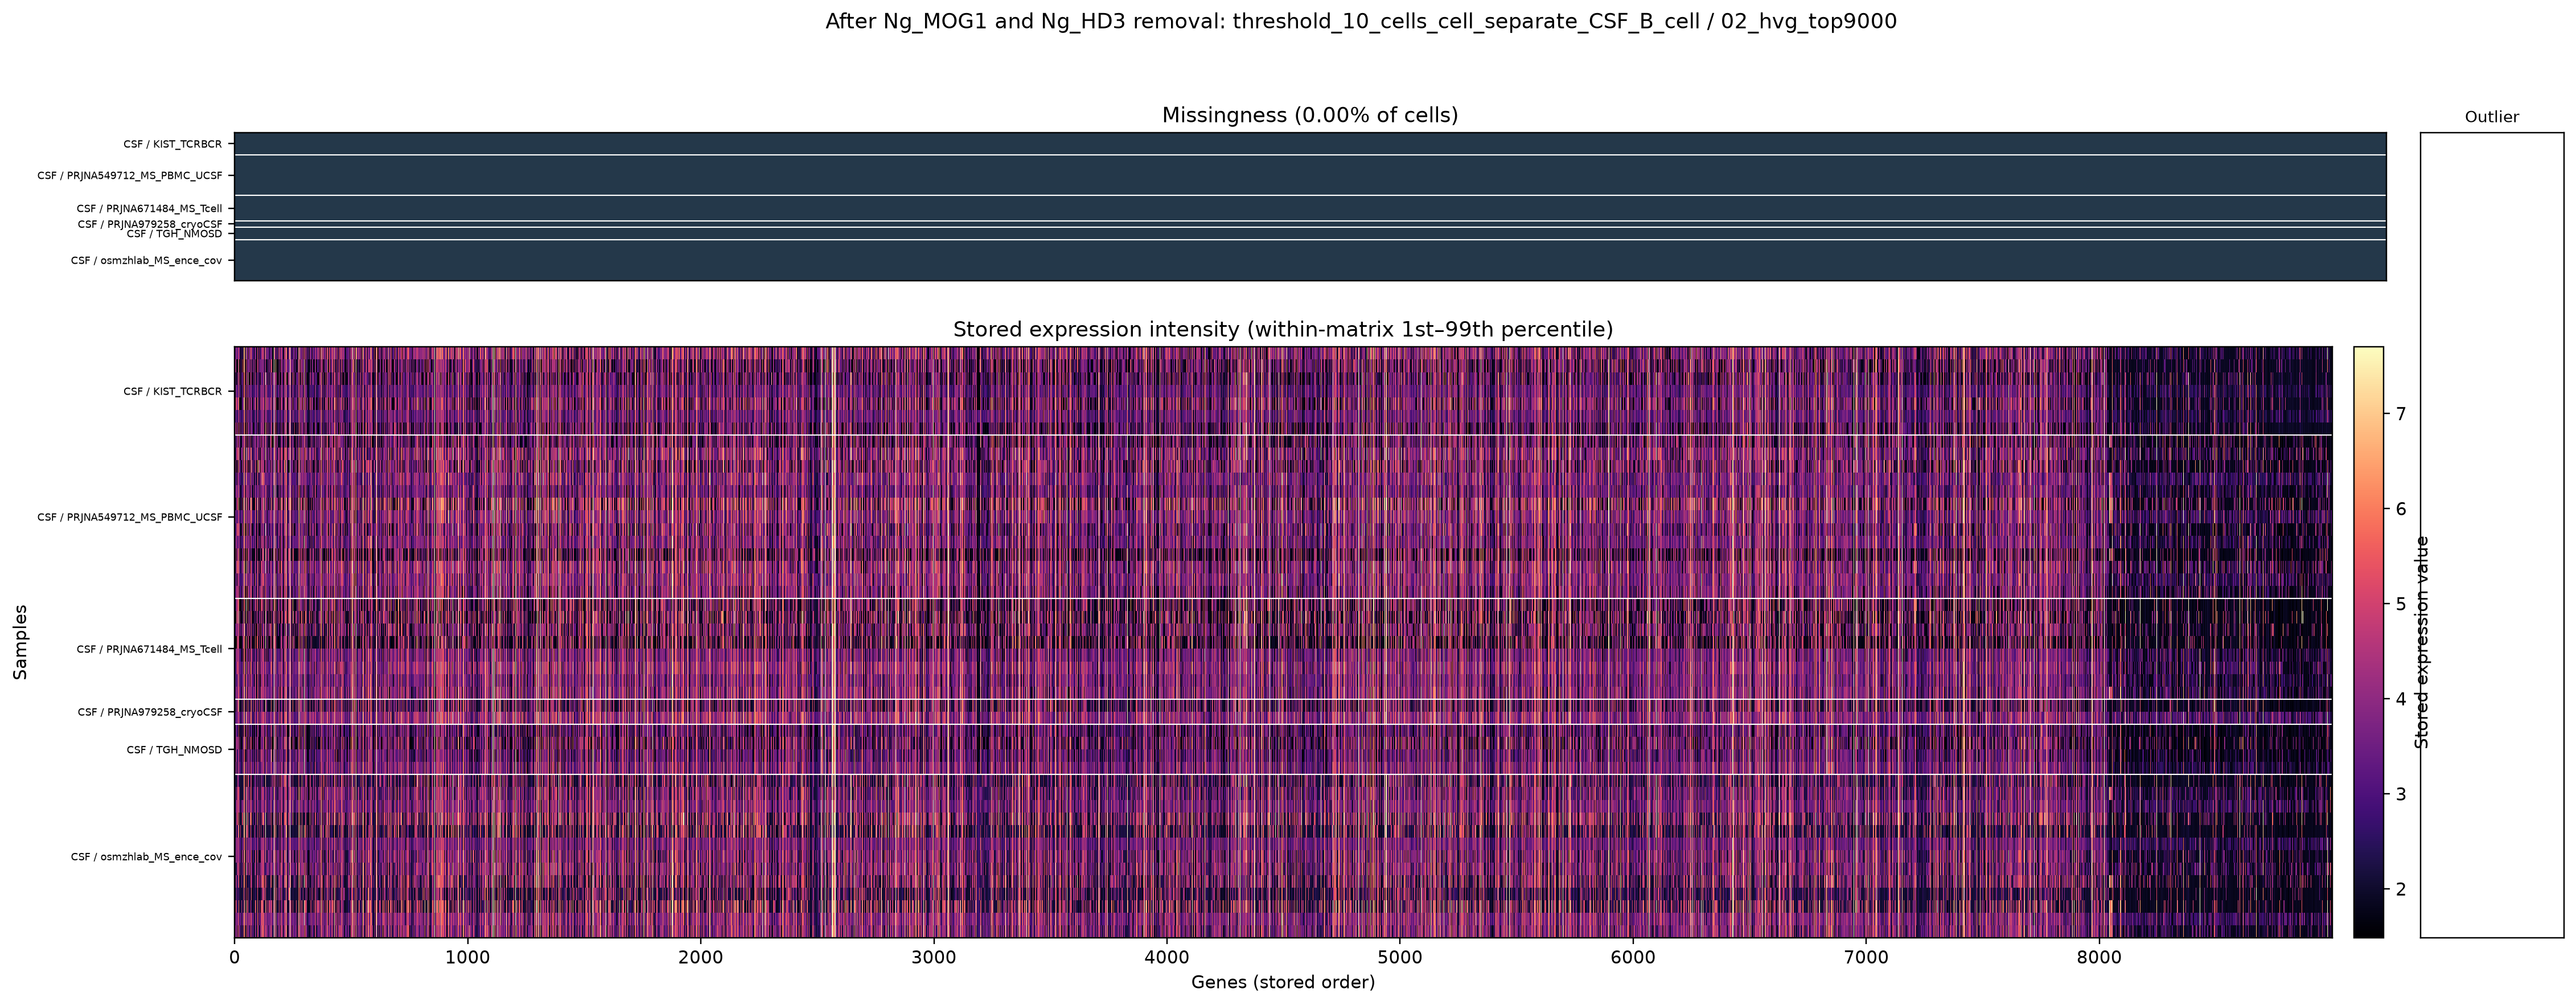 After Ng_MOG1 and Ng_HD3 removal: threshold_10_cells_cell_separate_CSF_B_cell / 02_hvg_top9000
Missingness (0.00% of cells)
Outlier
CSF / KIST_TCRBCR
CSF / PRJNA549712_MS_PBMC_UCSF
CSF / PRJNA671484_MS_Tcell
CSF / PRJNA979258_cryoCSF
CSF / TGH_NMOSD
CSF / osmzhlab_MS_ence_cov
Stored expression intensity (within-matrix 1st–99th percentile)
Samples
CSF / KIST_TCRBCR
CSF / PRJNA549712_MS_PBMC_UCSF
CSF / PRJNA671484_MS_Tcell
CSF / PRJNA979258_cryoCSF
CSF / TGH_NMOSD
CSF / osmzhlab_MS_ence_cov
7
6
5
4
3
2
Stored expression value
0 1000 2000 3000 4000 5000 6000 7000 8000
Genes (stored order)